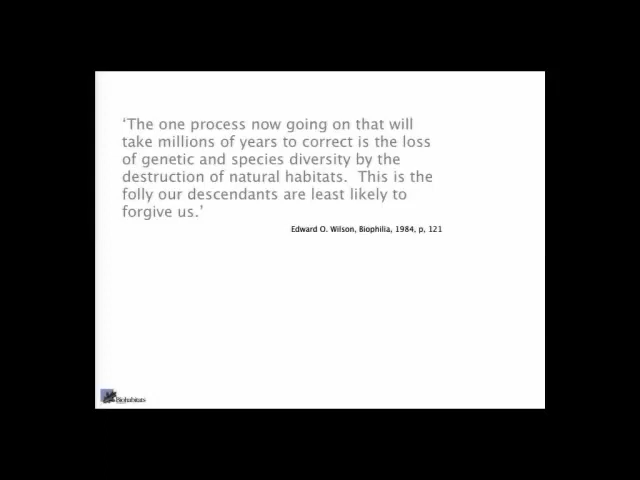 ‘The one process now going on that will
take millions of years to correct is the loss
of genetic and species diversity by the
destruction of natural habitats.  This is the
folly our descendants are least likely to
forgive us.’
Edward O. Wilson, Biophilia, 1984, p, 121
Biohabitats